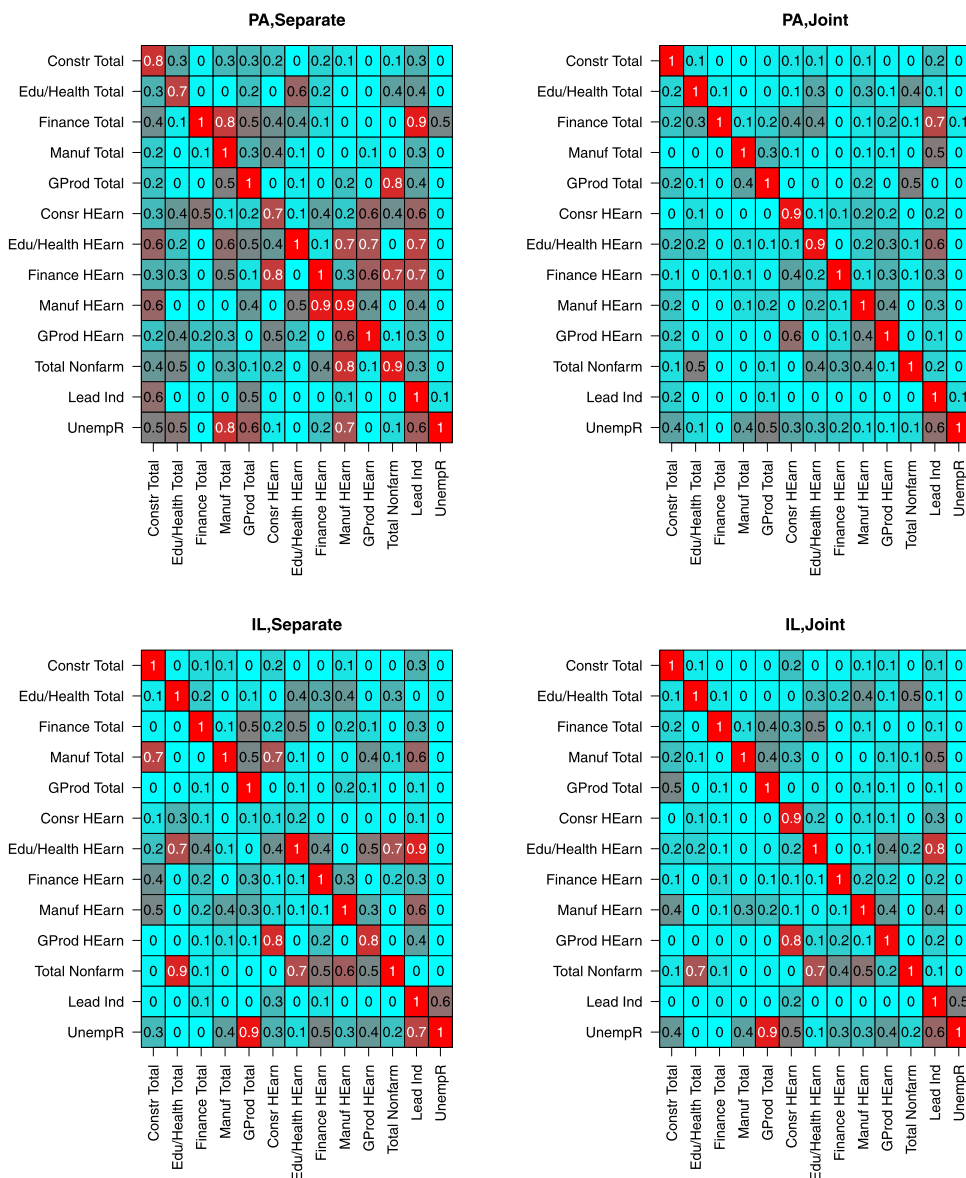 PA,Separate
Constr Total 0.8 0.3 0 0.3 0.3 0.2 0 0.2 0.1 0 0.1 0.3 0
Edu/Health Total 0.3 0.7 0 0 0.2 0 0.6 0.2 0 0 0.4 0.4 0
Finance Total 0.4 0.1 1 0.8 0.5 0.4 0.4 0.1 0 0 0 0.9 0.5
Manuf Total 0.2 0 0.1 1 0.3 0.4 0.1 0 0 0.1 0 0.3 0
GProd Total 0.2 0 0 0.5 1 0 0.1 0 0.2 0 0.8 0.4 0
Consr HEarn 0.3 0.4 0.5 0.1 0.2 0.7 0.1 0.4 0.2 0.6 0.4 0.6 0
Edu/Health HEarn 0.6 0.2 0 0.6 0.5 0.4 1 0.1 0.7 0.7 0 0.7 0
Finance HEarn 0.3 0.3 0 0.5 0.1 0.8 0 1 0.3 0.6 0.7 0.7 0
Manuf HEarn 0.6 0 0 0 0.4 0 0.5 0.9 0.9 0.4 0 0.4 0
GProd HEarn 0.2 0.4 0.2 0.3 0 0.5 0.2 0 0.6 1 0.1 0.3 0
Total Nonfarm 0.4 0.5 0 0.3 0.1 0.2 0 0.4 0.8 0.1 0.9 0.3 0
Lead Ind 0.6 0 0 0 0.5 0 0 0 0 0 0 1 0.1
UnempR 0.5 0.5 0 0.8 0.6 0.1 0 0.2 0.7 0 0.1 0.6 1
Constr Total
Edu/Health Total
Finance Total
Manuf Total
GProd Total
Consr HEarn
Edu/Health HEarn
Finance HEarn
Manuf HEarn
GProd HEarn
Total Nonfarm
Lead Ind
UnempR
PA,Joint
Constr Total 1 0.1 0 0 0 0.1 0.1 0 0.1 0.1 0 0.2 0
Edu/Health Total 0.2 1 0.1 0 0 0.1 0.3 0 0.3 0.1 0.4 0.1 0
Finance Total 0.2 0.3 1 0.1 0.2 0.4 0.4 0 0.1 0.1 0 0.7 0.1
Manuf Total 0 0 0 1 0.3 0.1 0 0 0.1 0.1 0 0.5 0
GProd Total 0.2 0.1 0 0.4 1 0 0 0 0.1 0 0.5 0 0
Consr HEarn 0 0.1 0 0 0 0.9 0.1 0.1 0.2 0.2 0 0.2 0
Edu/Health HEarn 0.2 0.2 0 0.1 0.1 0.1 0.9 0 0.2 0.3 0.1 0.6 0
Finance HEarn 0.1 0 0.1 0.1 0 0.4 0.2 1 0.1 0.3 0.1 0.3 0
Manuf HEarn 0.2 0 0 0.1 0.2 0 0.2 0.1 1 0.4 0 0.3 0
GProd HEarn 0.2 0 0 0 0 0.6 0.1 0 0.4 1 0 0.1 0
Total Nonfarm 0.1 0.5 0 0 0 0 0.4 0.3 0.4 0.1 1 0.2 0
Lead Ind 0.2 0 0 0 0.1 0 0 0 0 0 0 1 0.1
UnempR 0.4 0.1 0 0.4 0.5 0.3 0.3 0.2 0.1 0.1 0.1 0.6 1
Constr Total
Edu/Health Total
Finance Total
Manuf Total
GProd Total
Consr HEarn
Edu/Health HEarn
Finance HEarn
Manuf HEarn
GProd HEarn
Total Nonfarm
Lead Ind
UnempR
IL,Separate
Constr Total 1 0 0.1 0.1 0 0.2 0 0 0.1 0 0 0.3 0
Edu/Health Total 0.1 1 0.2 0 0.1 0 0.4 0.3 0.4 0 0.3 0 0
Finance Total 0 0 1 0.1 0.5 0.2 0.5 0 0.2 0.1 0 0.3 0
Manuf Total 0.7 0 0 1 0.5 0.7 0.1 0 0 0.4 0.1 0.6 0
GProd Total 0 0 0 0 1 0 0.1 0 0.2 0.1 0 0.1 0
Consr HEarn 0.1 0.3 0.1 0 0.1 0.1 0.2 0 0 0 0 0.1 0
Edu/Health HEarn 0.2 0.7 0.4 0.1 0 0.4 1 0.4 0 0.5 0.7 0.9 0
Finance HEarn 0.4 0 0.2 0 0.3 0.1 0.1 1 0.3 0 0.2 0.3 0
Manuf HEarn 0.5 0 0.2 0.4 0.3 0.1 0.1 0.1 1 0.3 0 0.6 0
GProd HEarn 0 0 0.1 0.1 0.1 0.8 0 0.2 0 0.8 0 0.4 0
Total Nonfarm 0 0.9 0.1 0 0 0 0.7 0.5 0.6 0.5 1 0 0
Lead Ind 0 0 0.1 0 0 0.3 0 0.1 0 0 0 1 0.6
UnempR 0.3 0 0 0.4 0.9 0.3 0.1 0.5 0.3 0.4 0.2 0.7 1
Constr Total
Edu/Health Total
Finance Total
Manuf Total
GProd Total
Consr HEarn
Edu/Health HEarn
Finance HEarn
Manuf HEarn
GProd HEarn
Total Nonfarm
Lead Ind
UnempR
IL,Joint
Constr Total 1 0.1 0 0 0 0.2 0 0 0.1 0.1 0 0.1 0
Edu/Health Total 0.1 1 0 0 0 0 0.3 0.2 0.4 0.1 0.5 0.1 0
Finance Total 0.2 0 1 0.1 0.4 0.3 0.5 0 0.1 0 0 0.1 0
Manuf Total 0.2 0.1 0 1 0.4 0.3 0 0 0.1 0.1 0 0.5 0
GProd Total 0.5 0 0 0 1 0 0 0 0.1 0 0 0 0
Consr HEarn 0 0.1 0.1 0 0 0.9 0.2 0 0.1 0 0 0.3 0
Edu/Health HEarn 0.2 0.2 0.1 0 0 0.2 1 0 0.1 0.4 0.2 0.8 0
Finance HEarn 0.1 0 0.1 0 0.1 0.1 0.1 1 0.2 0.2 0 0.2 0
Manuf HEarn 0.4 0 0.1 0.3 0.2 0.1 0 0.1 1 0.4 0 0.4 0
GProd HEarn 0 0 0 0 0 0.8 0.1 0.2 0.1 1 0 0.2 0
Total Nonfarm 0.1 0.7 0.1 0 0 0 0.7 0.4 0.5 0.2 1 0.1 0
Lead Ind 0 0 0 0 0 0.2 0 0 0 0 0 1 0.5
UnempR 0.4 0 0 0.4 0.9 0.5 0.1 0.3 0.3 0.4 0.2 0.6 1
Constr Total
Edu/Health Total
Finance Total
Manuf Total
GProd Total
Consr HEarn
Edu/Health HEarn
Finance HEarn
Manuf HEarn
GProd HEarn
Total Nonfarm
Lead Ind
UnempR